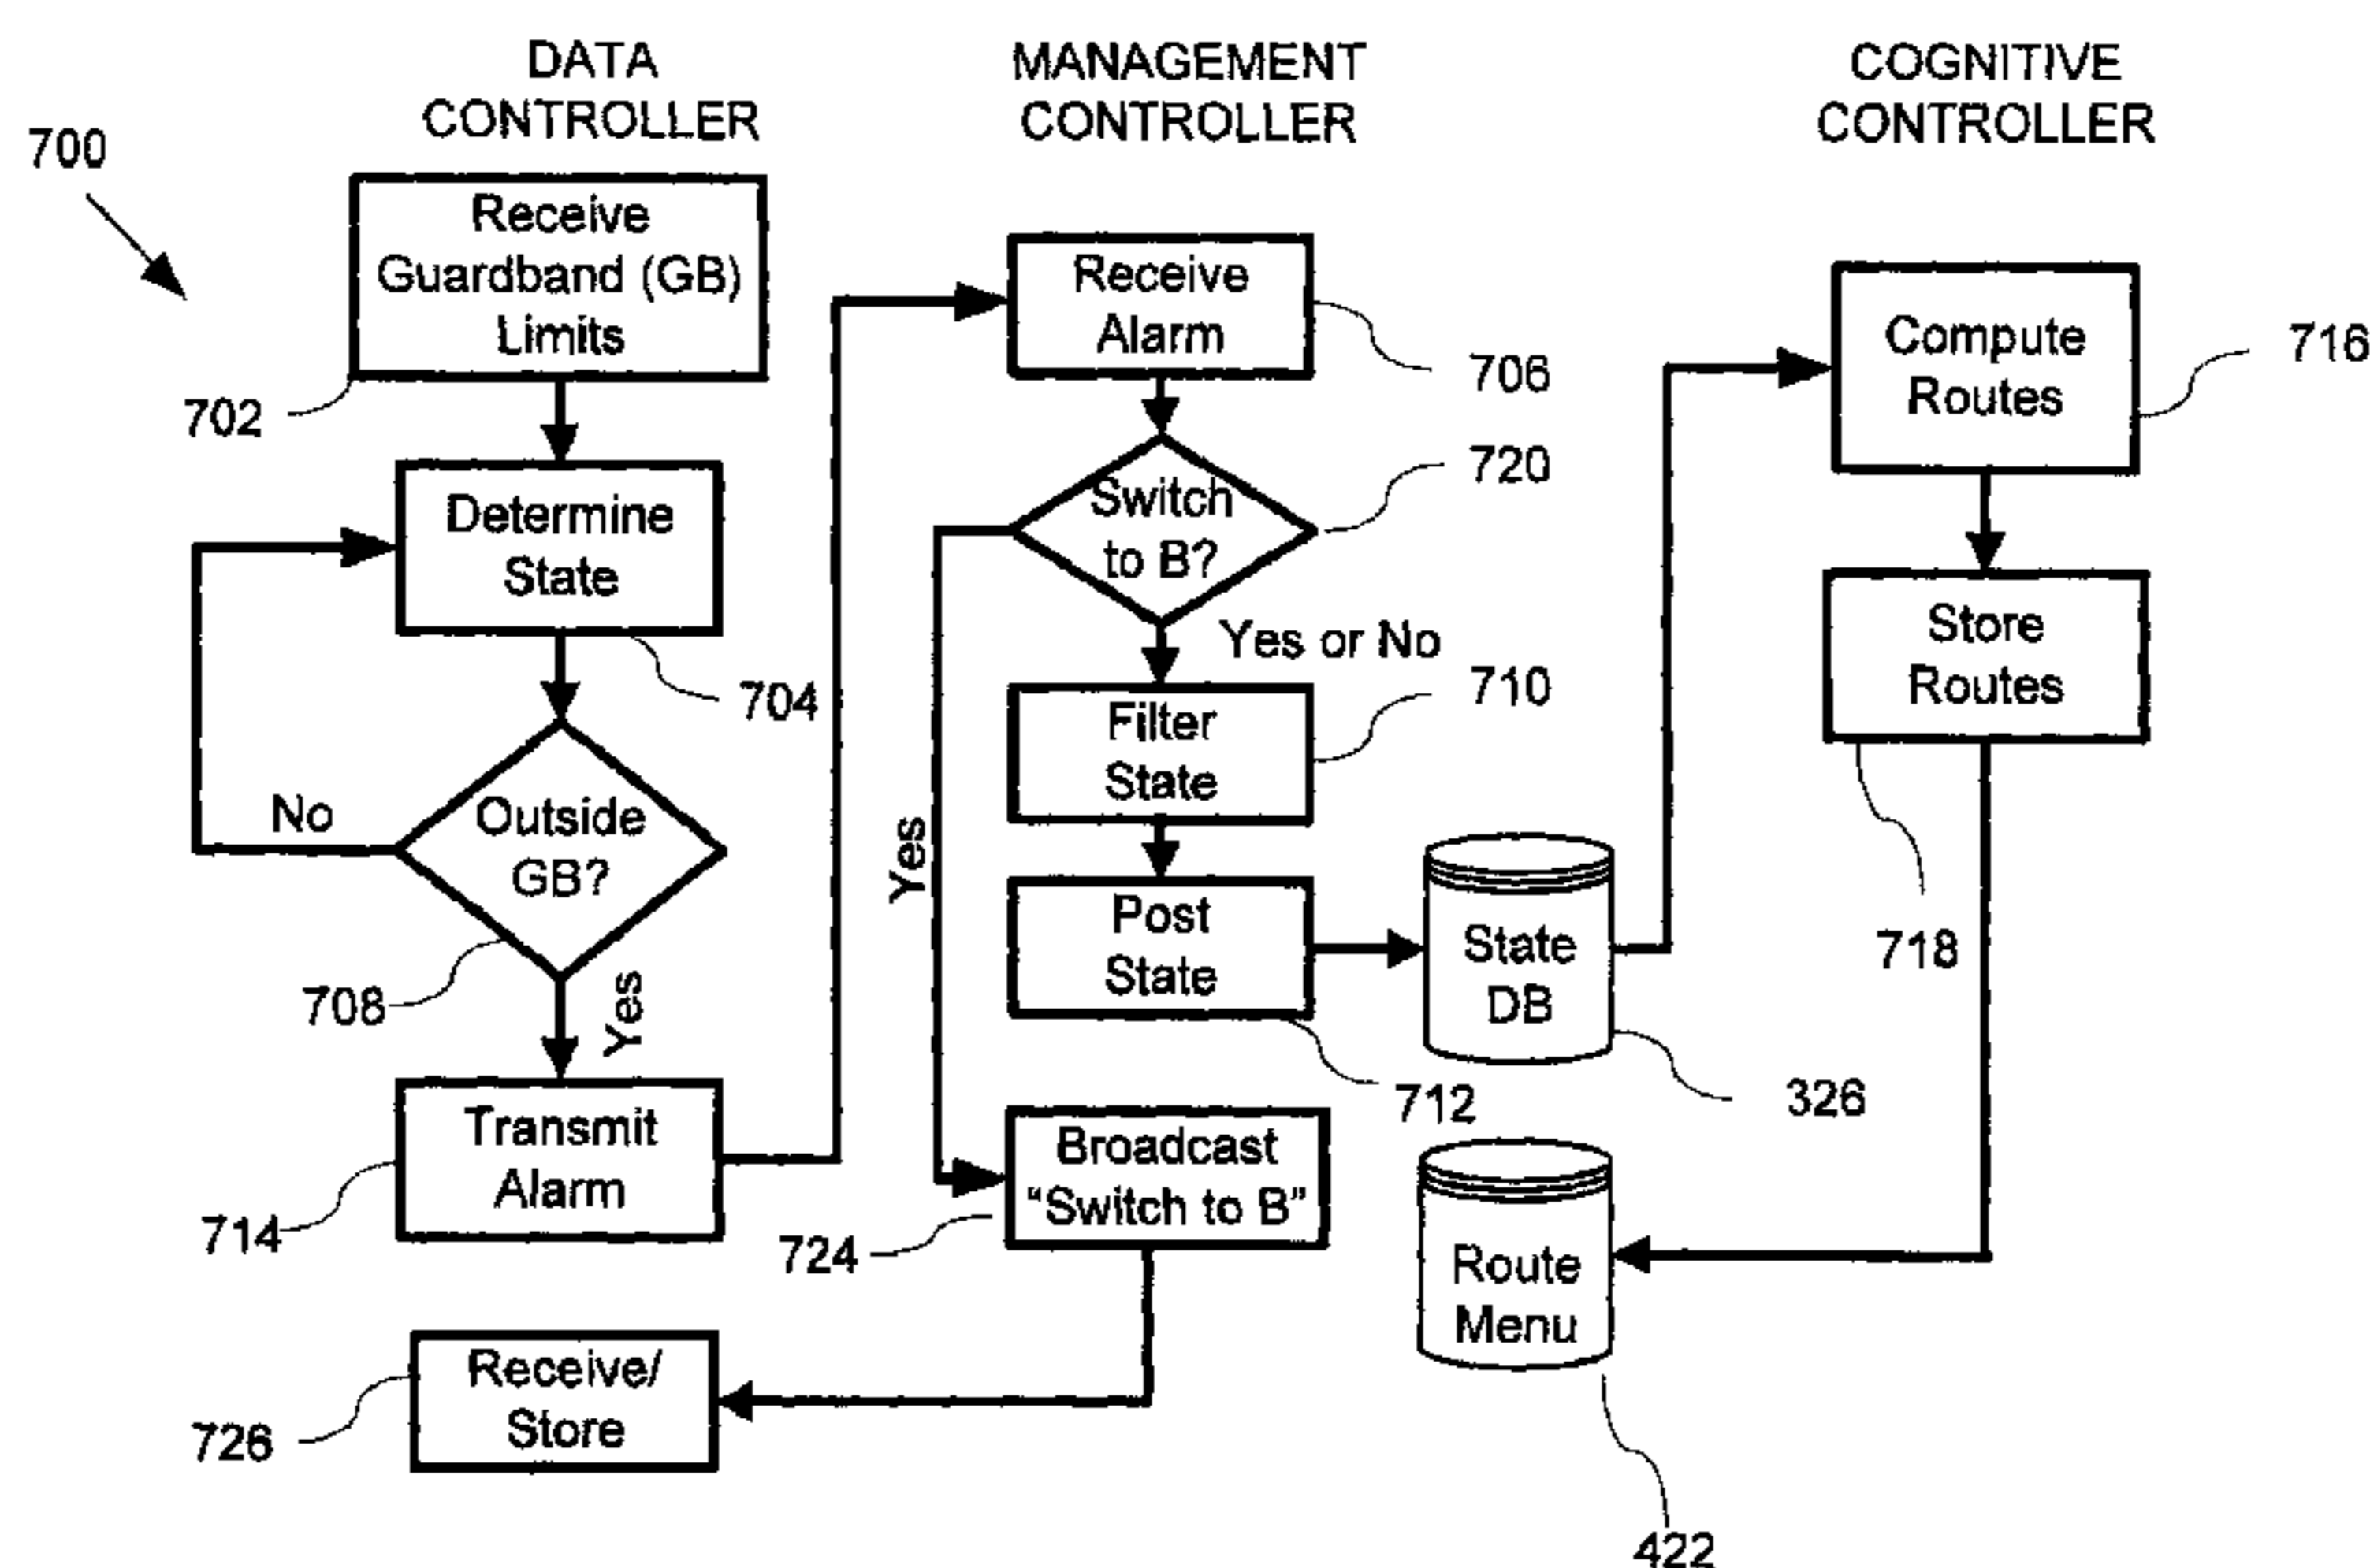 DATA
CONTROLLER
MANAGEMENT
CONTROLLER
COGNITIVE
CONTROLLER
700
Receive
Guardband (GB)
Limits
702
Determine
State
704
No
Outside
GB?
708
Yes
Transmit
Alarm
714
Receive/
Store
726
Receive
Alarm
706
Switch
to B?
720
Yes or No
Filter
State
710
Yes
Post
State
712
Broadcast
“Switch to B”
724
State
DB
326
Route
Menu
422
Compute
Routes
716
Store
Routes
718